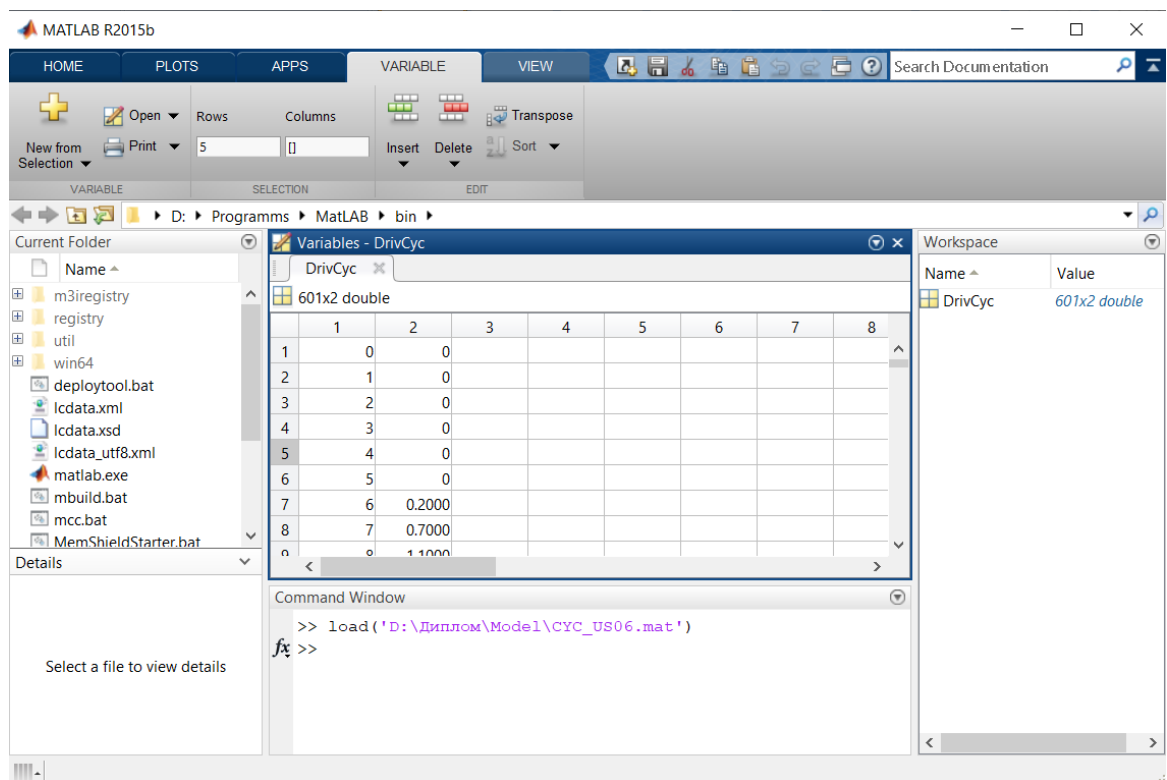 MATLAB R2015b
HOME PLOTS APPS VARIABLE VIEW Search Documentation
New from Selection
Open
Print
Rows Columns
5 []
Insert Delete
Transpose
Sort
VARIABLE SELECTION EDIT
D: Programms MatLAB bin
Current Folder
Name
m3iregistry
registry
util
win64
deploytool.bat
lcdata.xml
lcdata.xsd
lcdata_utf8.xml
matlab.exe
mbuild.bat
mcc.bat
MemShieldStarter.bat
Details
Select a file to view details
Variables - DrivCyc
DrivCyc
601x2 double
1 2 3 4 5 6 7 8
1 0 0
2 1 0
3 2 0
4 3 0
5 4 0
6 5 0
7 6 0.2000
8 7 0.7000
9 8 1.1000
Command Window
>> load('D:\Диплом\Model\CYC_US06.mat')
fx >>
Workspace
Name Value
DrivCyc 601x2 double